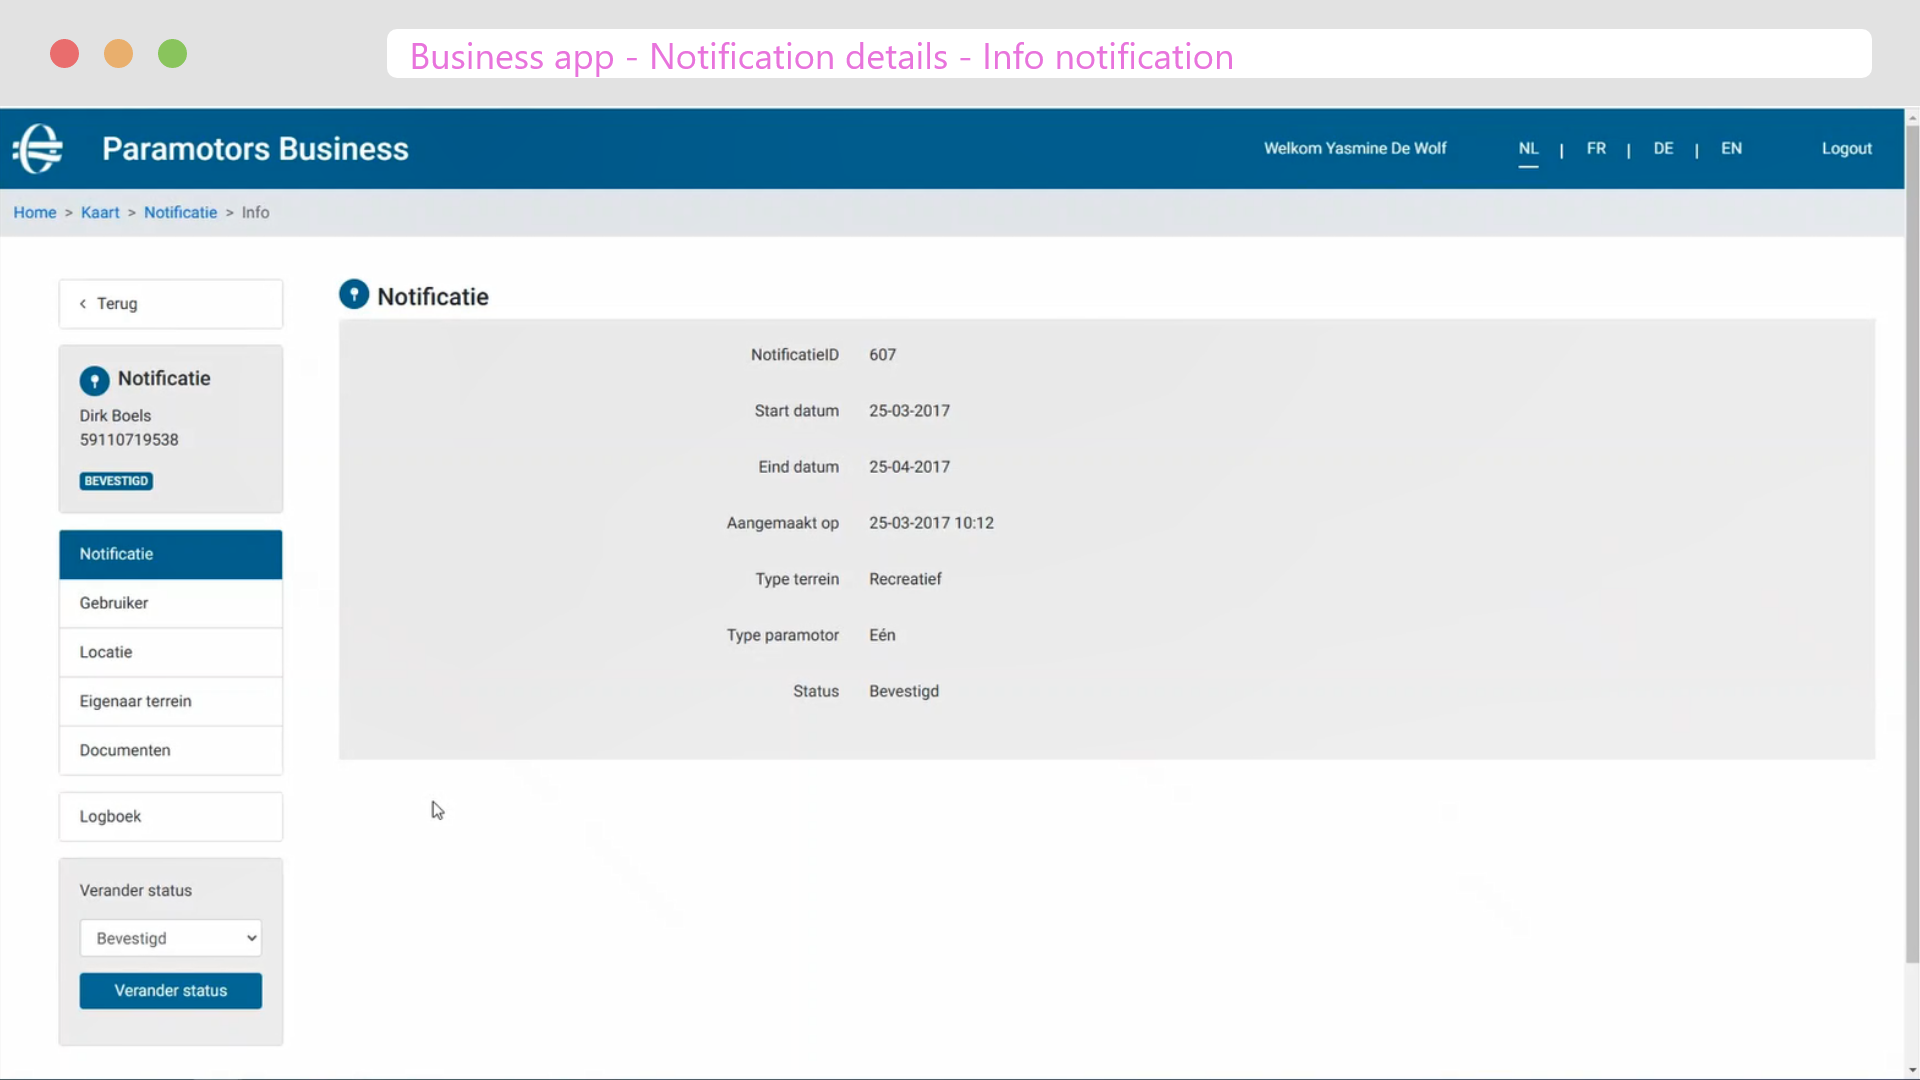 Business app - Notification details - Info notification
Paramotors Business
Welkom Yasmine De Wolf
NL | FR | DE | EN
Logout
Home > Kaart > Notificatie > Info
< Terug
Notificatie
Dirk Boels
59110719538
BEVESTIGD
Notificatie
Gebruiker
Locatie
Eigenaar terrein
Documenten
Logboek
Verander status
Bevestigd
Verander status
Notificatie
NotificatieID 607
Start datum 25-03-2017
Eind datum 25-04-2017
Aangemaakt op 25-03-2017 10:12
Type terrein Recreatief
Type paramotor Eén
Status Bevestigd